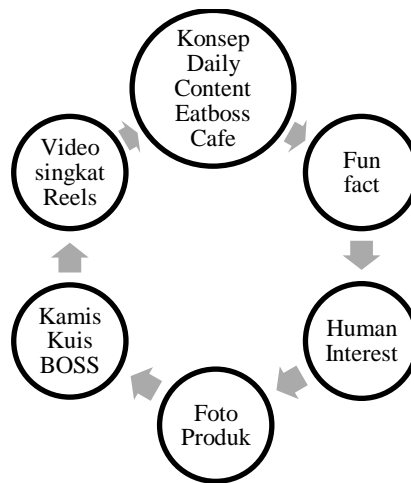 Konsep
Daily
Content
Eatboss
Cafe
Fun
fact
Human
Interest
Foto
Produk
Kamis
Kuis
BOSS
Video
singkat
Reels